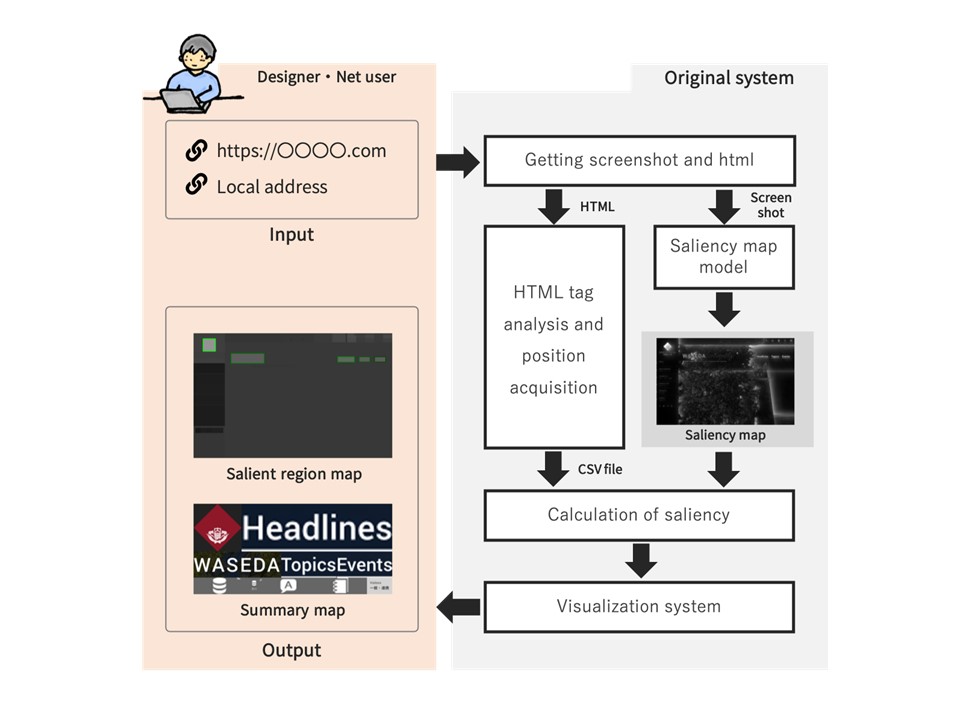 Designer・Net user
https://〇〇〇〇.com
Local address
Input
Salient region map
Headlines
WASEDA TopicsEvents
A
Summary map
Output
Original system
Getting screenshot and html
HTML
Screen
shot
Saliency map
model
HTML tag
analysis and
position
acquisition
Saliency map
CSV file
Calculation of saliency
Visualization system